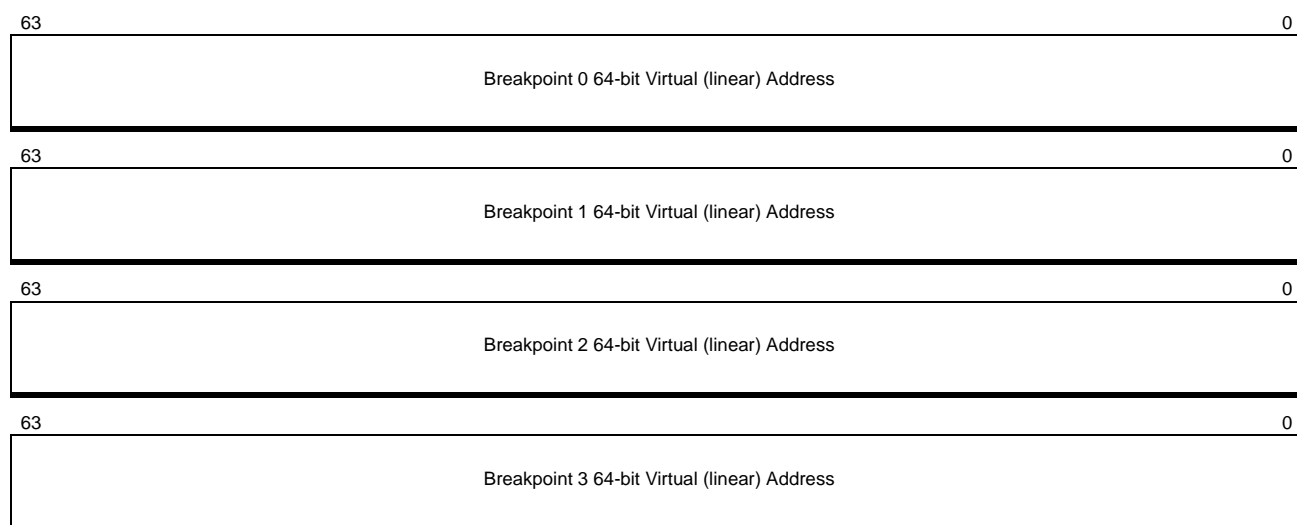 63 0
Breakpoint 0 64-bit Virtual (linear) Address
63 0
Breakpoint 1 64-bit Virtual (linear) Address
63 0
Breakpoint 2 64-bit Virtual (linear) Address
63 0
Breakpoint 3 64-bit Virtual (linear) Address